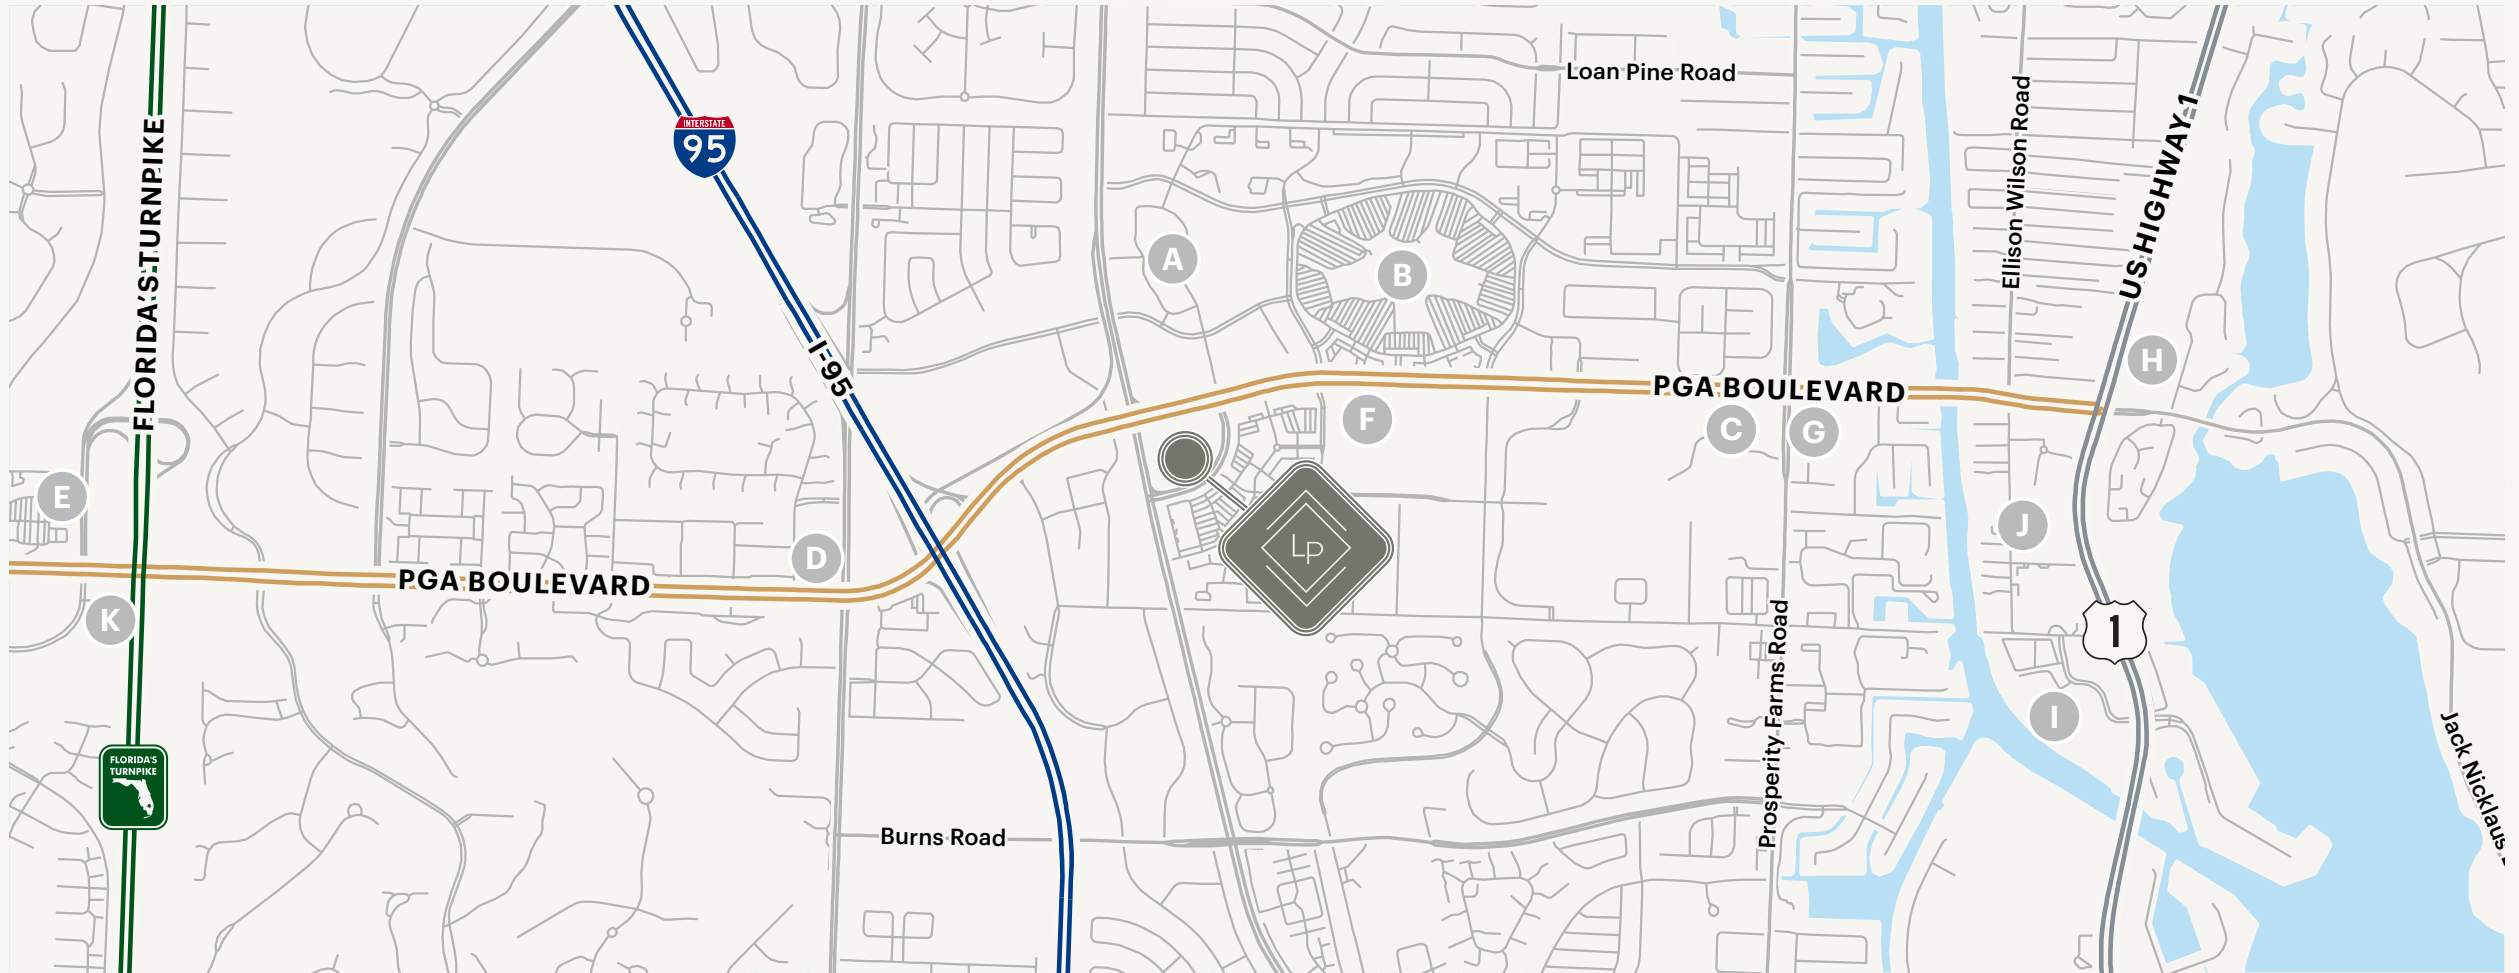 Loan Pine Road
Ellison Wilson Road
US HIGHWAY 1
FLORIDA'S TURNPIKE
INTERSTATE
95
A
B
I-95
H
PGA BOULEVARD
F
C
G
E
J
D
LP
PGA BOULEVARD
K
1
Prosperity Farms Road
I
Jack Nicklaus
FLORIDA'S
TURNPIKE
Burns Road